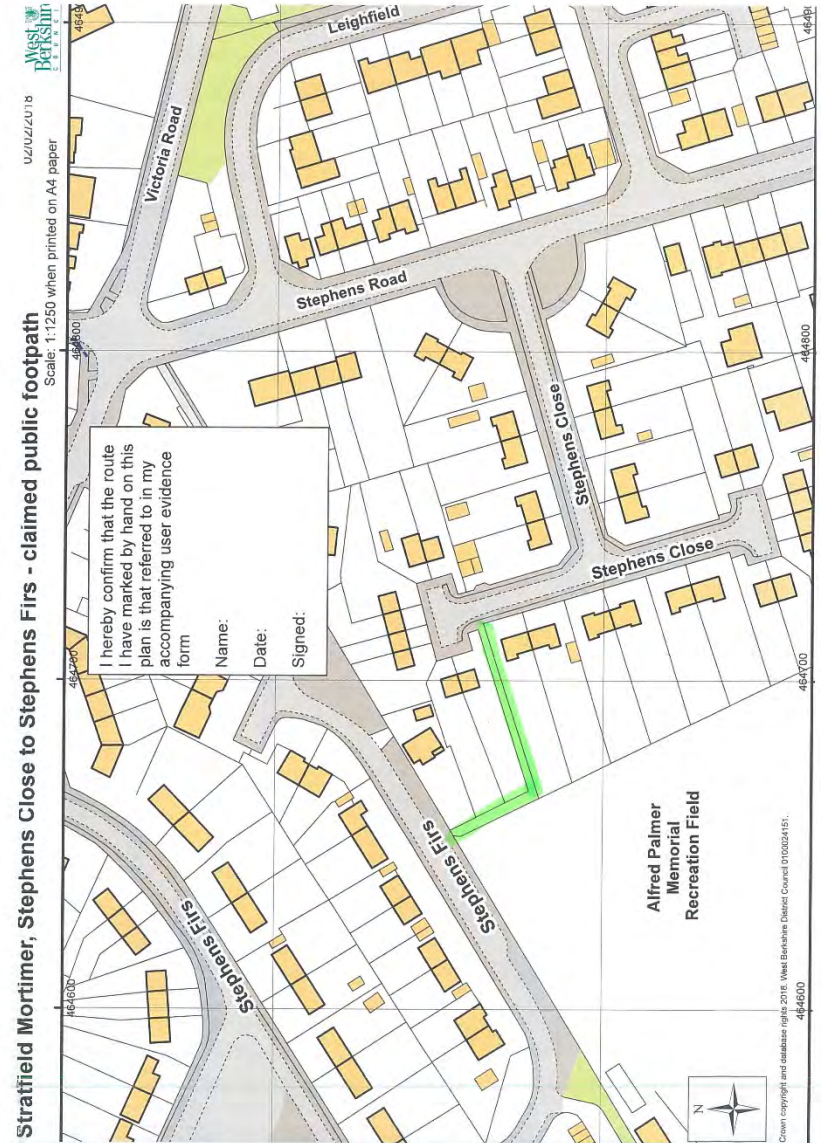 Stratfield Mortimer, Stephens Close to Stephens Firs - claimed public footpath
02/02/2018
West
Berkshire
COUNCIL
Scale: 1:1250 when printed on A4 paper
464600
464700
464800
I hereby confirm that the route
I have marked by hand on this
plan is that referred to in my
accompanying user evidence
form
Name:
Date:
Signed:
Victoria Road
Leighfield
Stephens Road
Stephens Firs
Stephens Firs
Stephens Close
Stephens Close
Alfred Palmer
Memorial
Recreation Field
N
464600
464700
464800
Crown copyright and database rights 2018. West Berkshire District Council 0100024151.